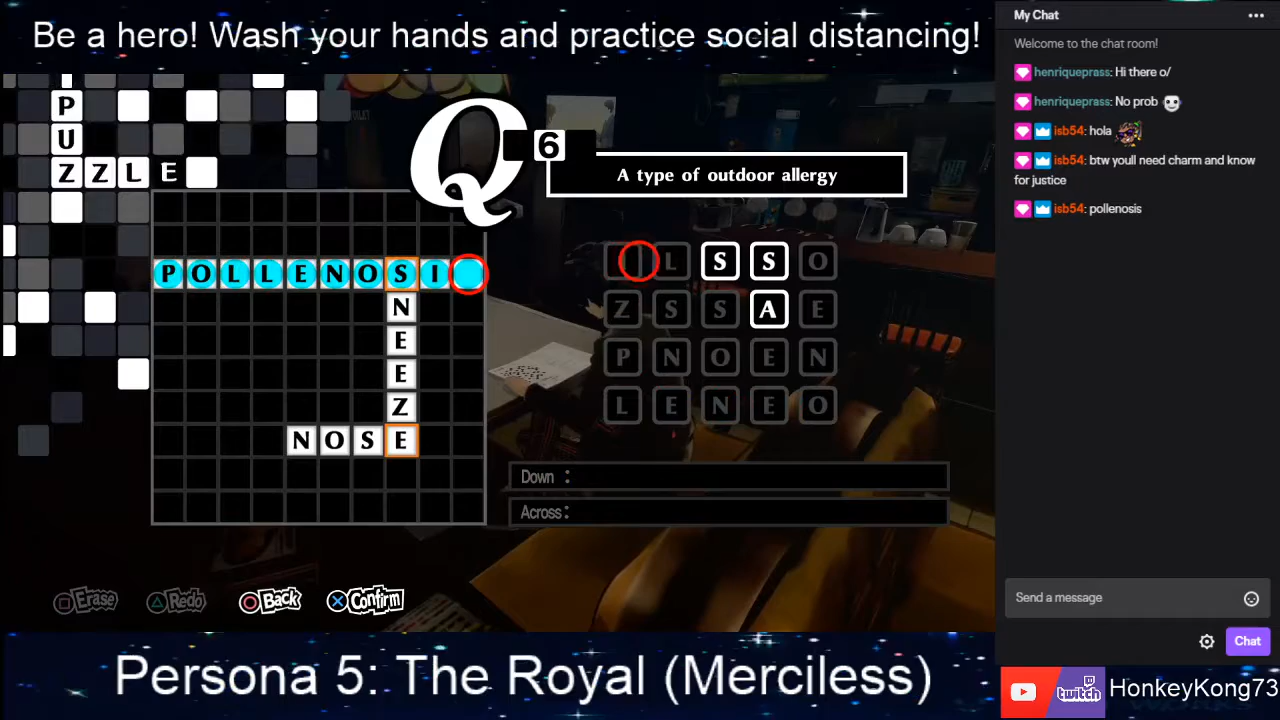 Be a hero! Wash your hands and practice social distancing!
P
U
ZZLE
Q
6
A type of outdoor allergy
POLLENOSI
N
E
E
Z
NOSE
L S S O
Z S S A E
P N O E N
L E N E O
Down :
Across:
Erase
Redo
Back
Confirm
Persona 5: The Royal (Merciless)
My Chat
Welcome to the chat room!
henriqueprass: Hi there o/
henriqueprass: No prob
isb54: hola
isb54: btw youll need charm and know
for justice
isb54: pollenosis
Send a message
Chat
twitch
HonkeyKong73